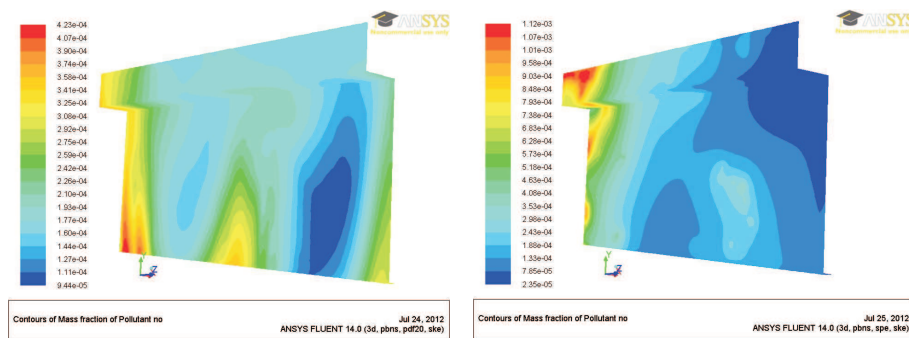 ANSYS
Noncommercial use only
4.23e-04
4.07e-04
3.90e-04
3.74e-04
3.58e-04
3.41e-04
3.25e-04
3.08e-04
2.92e-04
2.75e-04
2.59e-04
2.42e-04
2.26e-04
2.10e-04
1.93e-04
1.77e-04
1.60e-04
1.44e-04
1.27e-04
1.11e-04
9.44e-05
Y
Z
Contours of Mass fraction of Pollutant no
Jul 24, 2012
ANSYS FLUENT 14.0 (3d, pbns, pdf20, ske)
ANSYS
Noncommercial use only
1.12e-03
1.07e-03
1.01e-03
9.58e-04
9.03e-04
8.48e-04
7.93e-04
7.38e-04
6.83e-04
6.28e-04
5.73e-04
5.18e-04
4.63e-04
4.08e-04
3.53e-04
2.98e-04
2.43e-04
1.88e-04
1.33e-04
7.85e-05
2.35e-05
Y
Z
Contours of Mass fraction of Pollutant no
Jul 25, 2012
ANSYS FLUENT 14.0 (3d, pbns, spe, ske)